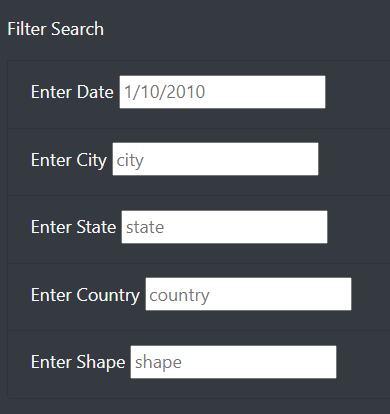 Filter Search
Enter Date 1/10/2010
Enter City city
Enter State state
Enter Country country
Enter Shape shape